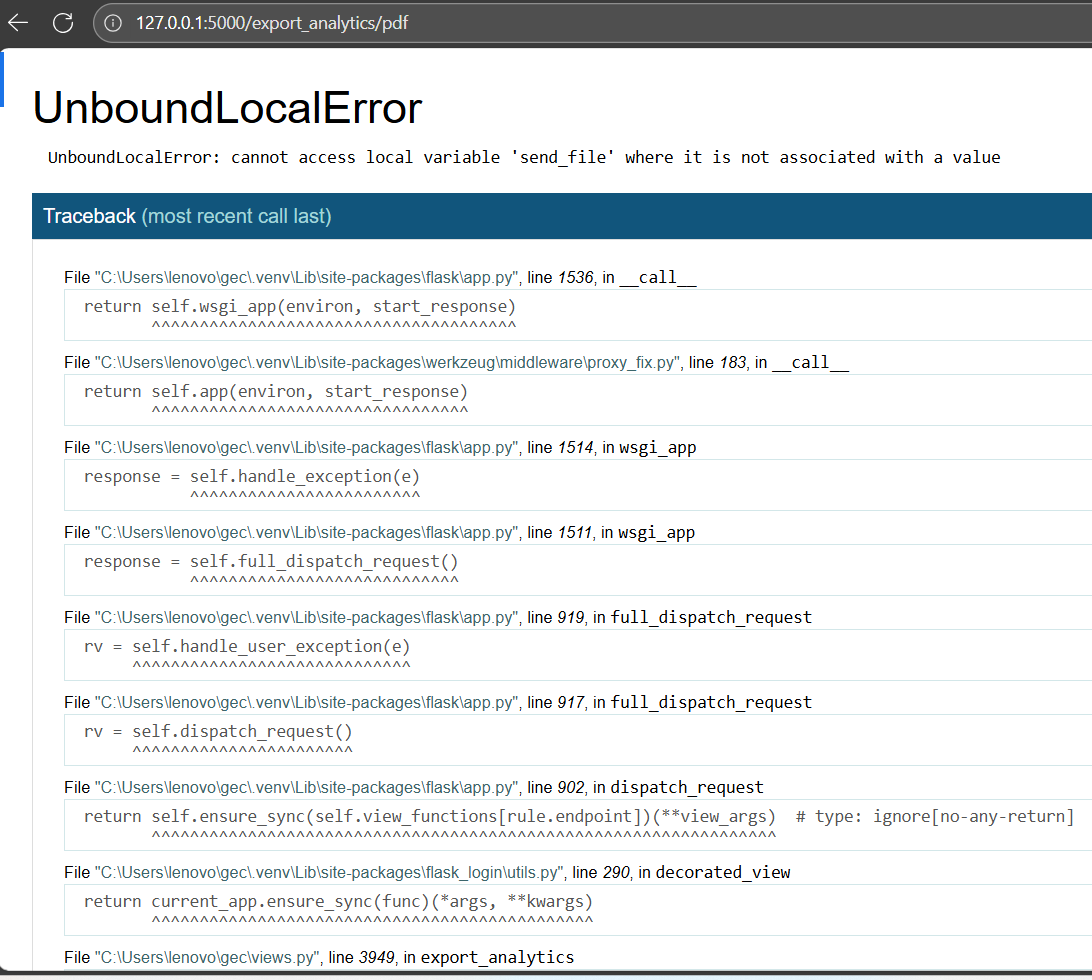 127.0.0.1:5000/export_analytics/pdf
UnboundLocalError
UnboundLocalError: cannot access local variable 'send_file' where it is not associated with a value
Traceback (most recent call last)
File "C:\Users\lenovo\gec\.venv\Lib\site-packages\flask\app.py", line 1536, in __call__
return self.wsgi_app(environ, start_response)
^^^^^^^^^^^^^^^^^^^^^^^^^^^^^^^^^^^^^^
File "C:\Users\lenovo\gec\.venv\Lib\site-packages\werkzeug\middleware\proxy_fix.py", line 183, in __call__
return self.app(environ, start_response)
^^^^^^^^^^^^^^^^^^^^^^^^^^^^^^^^^
File "C:\Users\lenovo\gec\.venv\Lib\site-packages\flask\app.py", line 1514, in wsgi_app
response = self.handle_exception(e)
^^^^^^^^^^^^^^^^^^^^^^^^
File "C:\Users\lenovo\gec\.venv\Lib\site-packages\flask\app.py", line 1511, in wsgi_app
response = self.full_dispatch_request()
^^^^^^^^^^^^^^^^^^^^^^^^^^^^
File "C:\Users\lenovo\gec\.venv\Lib\site-packages\flask\app.py", line 919, in full_dispatch_request
rv = self.handle_user_exception(e)
^^^^^^^^^^^^^^^^^^^^^^^^^^^^^
File "C:\Users\lenovo\gec\.venv\Lib\site-packages\flask\app.py", line 917, in full_dispatch_request
rv = self.dispatch_request()
^^^^^^^^^^^^^^^^^^^^^^^
File "C:\Users\lenovo\gec\.venv\Lib\site-packages\flask\app.py", line 902, in dispatch_request
return self.ensure_sync(self.view_functions[rule.endpoint])(**view_args)  # type: ignore[no-any-return]
^^^^^^^^^^^^^^^^^^^^^^^^^^^^^^^^^^^^^^^^^^^^^^^^^^^^^^^^^^^^^^^^^
File "C:\Users\lenovo\gec\.venv\Lib\site-packages\flask_login\utils.py", line 290, in decorated_view
return current_app.ensure_sync(func)(*args, **kwargs)
^^^^^^^^^^^^^^^^^^^^^^^^^^^^^^^^^^^^^^^^^^^^^^
File "C:\Users\lenovo\gec\views.py", line 3949, in export_analytics